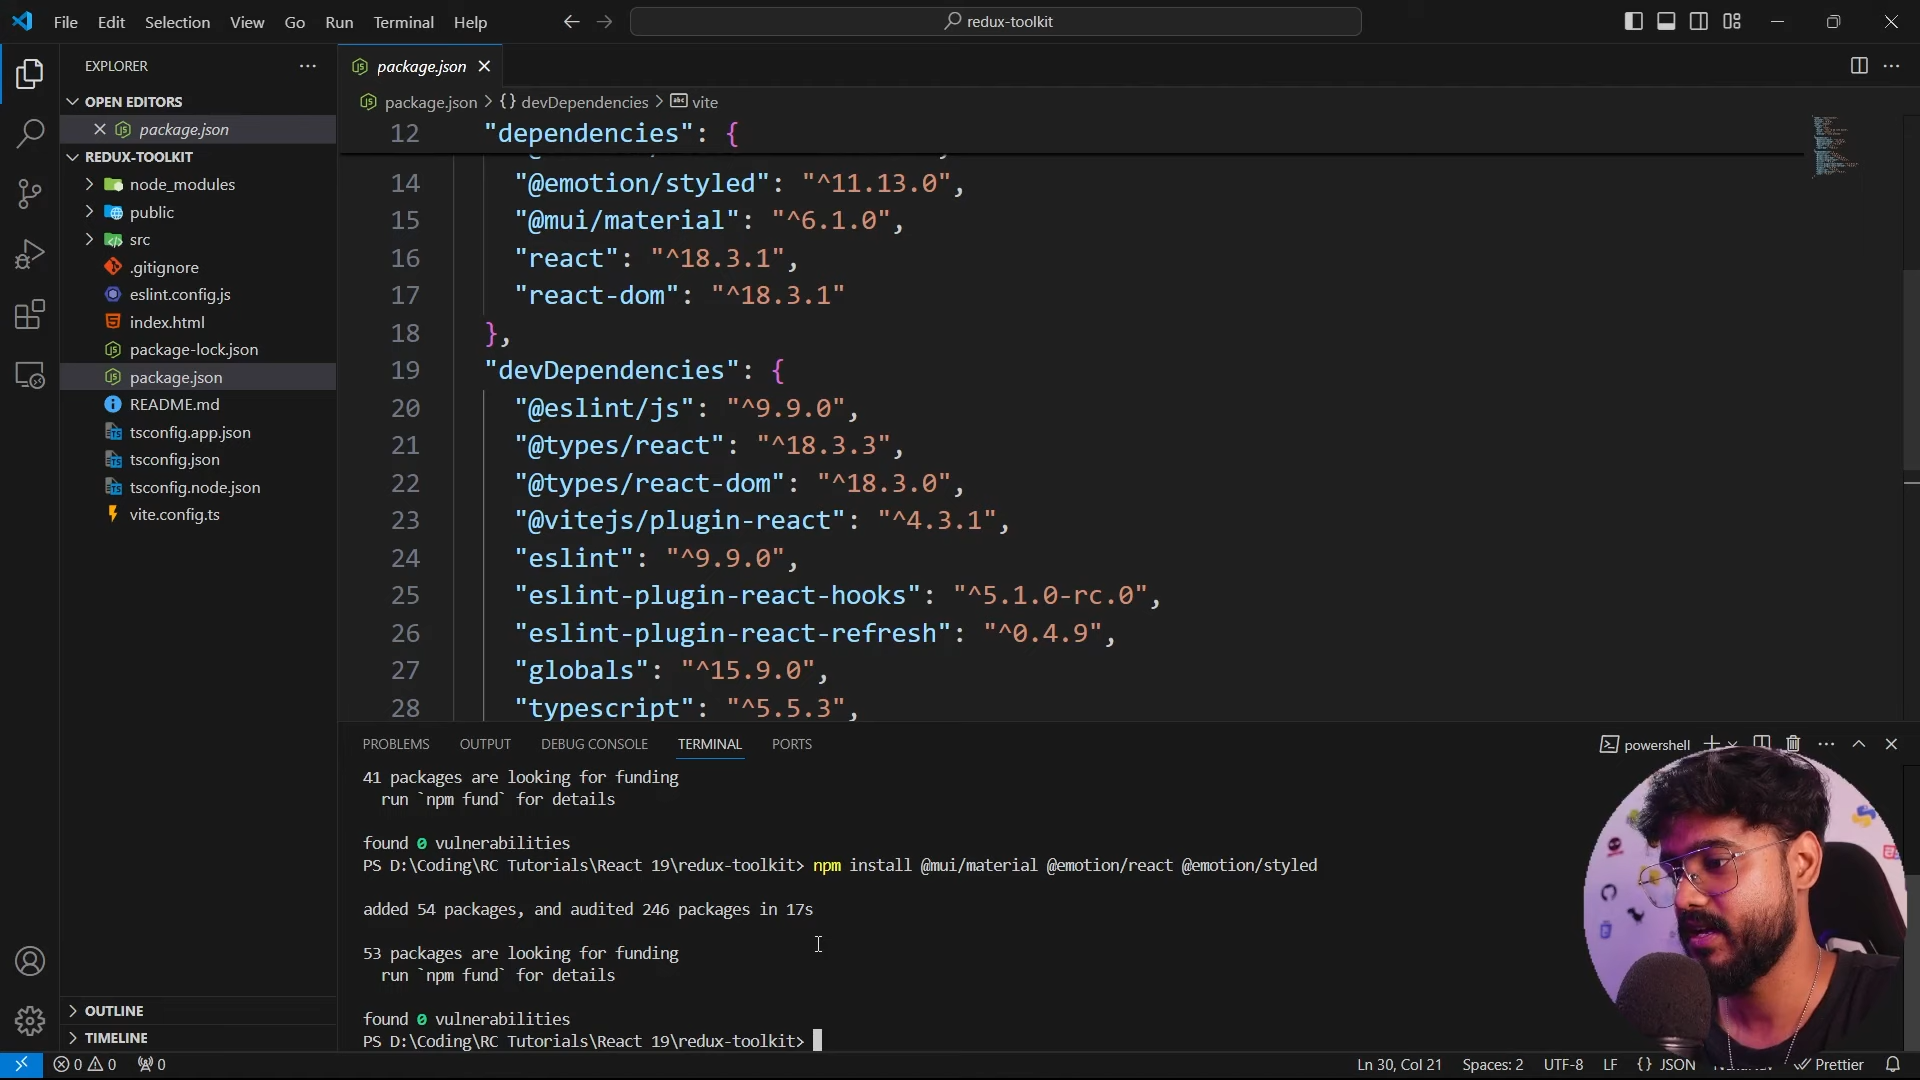 File Edit Selection View Go Run Terminal Help
redux-toolkit
EXPLORER
OPEN EDITORS
package.json
REDUX-TOOLKIT
node_modules
public
src
.gitignore
eslint.config.js
index.html
package-lock.json
package.json
README.md
tsconfig.app.json
tsconfig.json
tsconfig.node.json
vite.config.ts
OUTLINE
TIMELINE
package.json
package.json > {} devDependencies > vite
12 "dependencies": {
14 "@emotion/styled": "^11.13.0",
15 "@mui/material": "^6.1.0",
16 "react": "^18.3.1",
17 "react-dom": "^18.3.1"
18 },
19 "devDependencies": {
20 "@eslint/js": "^9.9.0",
21 "@types/react": "^18.3.3",
22 "@types/react-dom": "^18.3.0",
23 "@vitejs/plugin-react": "^4.3.1",
24 "eslint": "^9.9.0",
25 "eslint-plugin-react-hooks": "^5.1.0-rc.0",
26 "eslint-plugin-react-refresh": "^0.4.9",
27 "globals": "^15.9.0",
28 "typescript": "^5.5.3",
PROBLEMS OUTPUT DEBUG CONSOLE TERMINAL PORTS
powershell
41 packages are looking for funding
run `npm fund` for details
found 0 vulnerabilities
PS D:\Coding\RC Tutorials\React 19\redux-toolkit> npm install @mui/material @emotion/react @emotion/styled
added 54 packages, and audited 246 packages in 17s
53 packages are looking for funding
run `npm fund` for details
found 0 vulnerabilities
PS D:\Coding\RC Tutorials\React 19\redux-toolkit>
0 0 0
Ln 30, Col 21 Spaces: 2 UTF-8 LF {} JSON Prettier